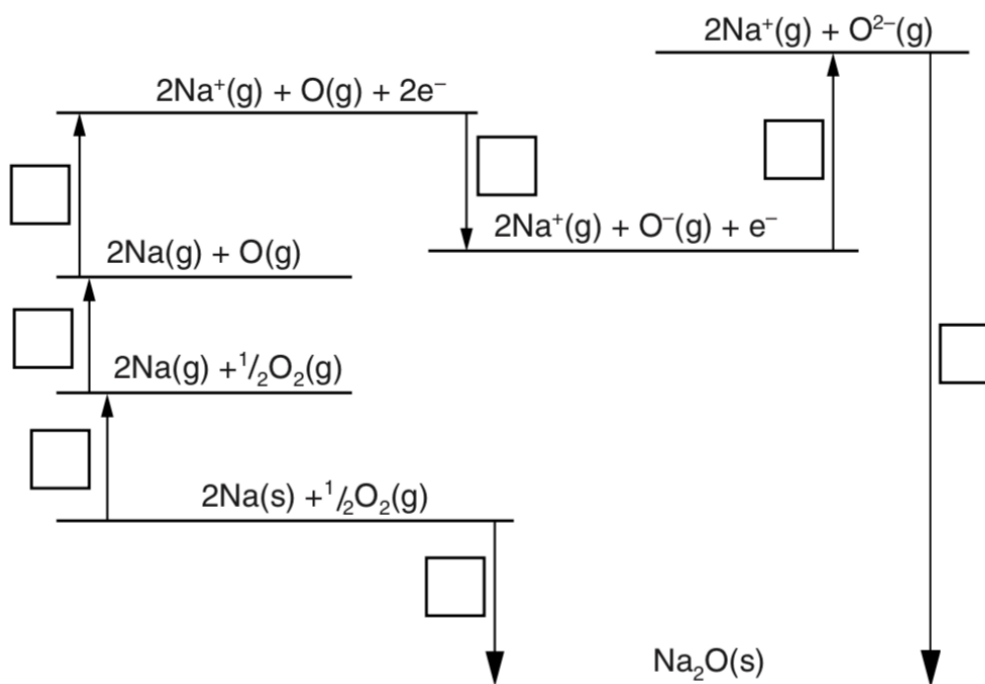 2Na⁺(g) + O²⁻(g)
2Na⁺(g) + O(g) + 2e⁻
2Na⁺(g) + O⁻(g) + e⁻
2Na(g) + O(g)
2Na(g) +¹/₂O₂(g)
2Na(s) +¹/₂O₂(g)
Na₂O(s)